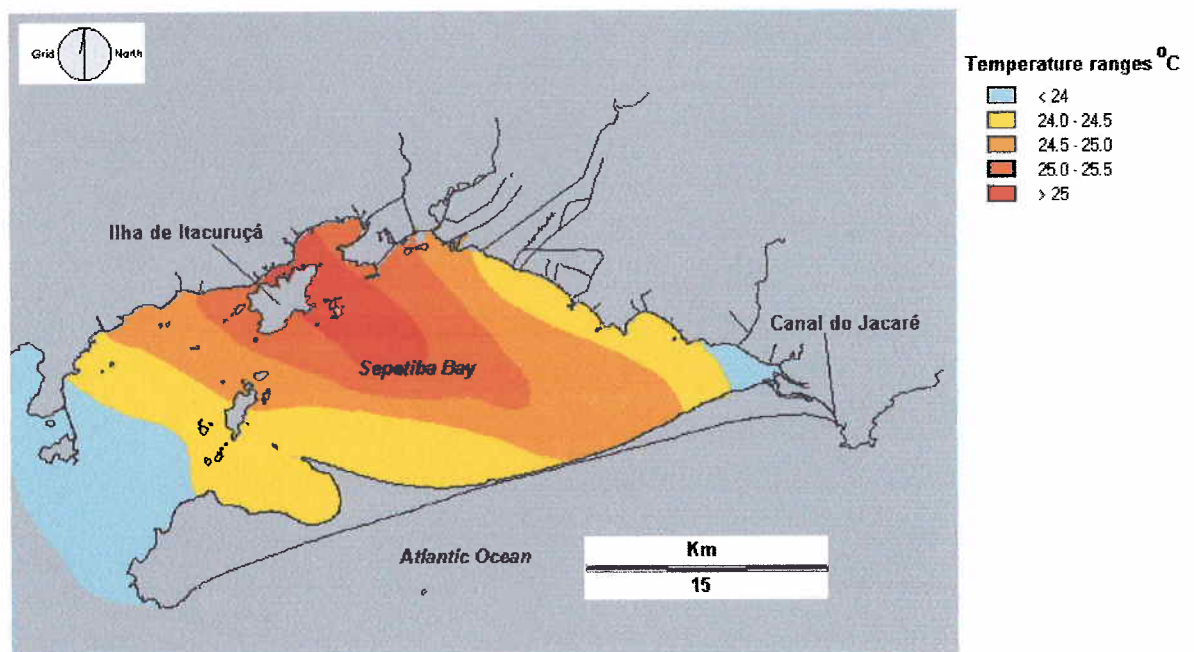 Grid North
Temperature ranges °C
< 24
24.0 - 24.5
24.5 - 25.0
25.0 - 25.5
> 25
Ilha de Itacuruçá
Canal do Jacaré
Sepetiba Bay
Atlantic Ocean
Km
15